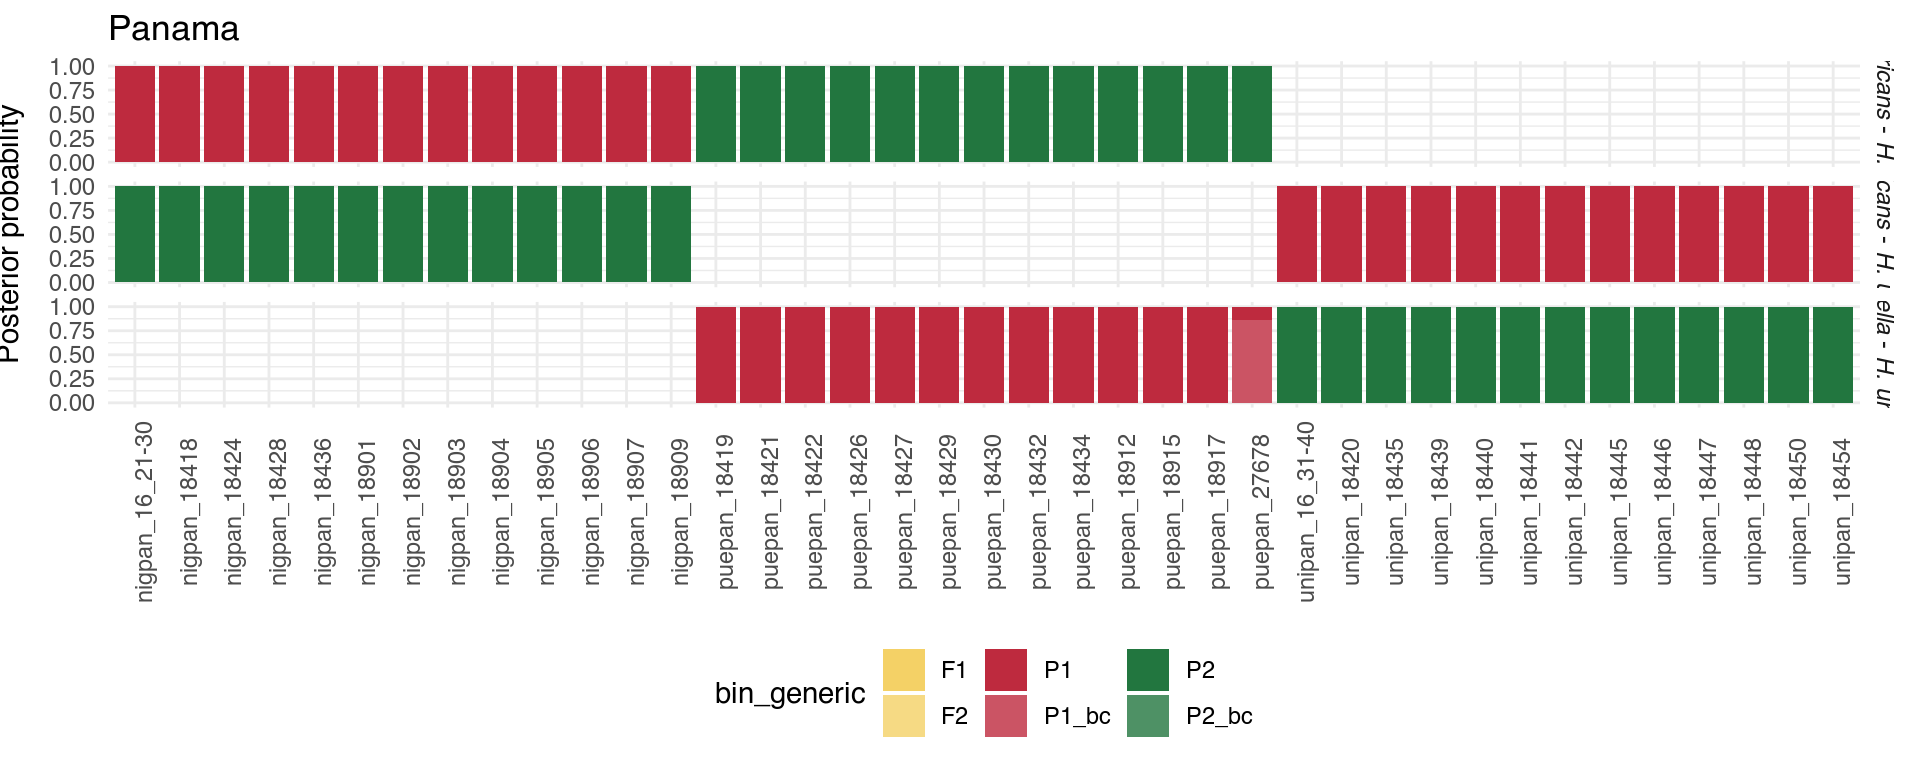 Panama
Posterior probability
1.00
0.75
0.50
0.25
0.00
ricans - H.
1.00
0.75
0.50
0.25
0.00
cans - H. u
1.00
0.75
0.50
0.25
0.00
ella - H. un
nigpan_16_21-30
nigpan_18418
nigpan_18424
nigpan_18428
nigpan_18436
nigpan_18901
nigpan_18902
nigpan_18903
nigpan_18904
nigpan_18905
nigpan_18906
nigpan_18907
nigpan_18909
puepan_18419
puepan_18421
puepan_18422
puepan_18426
puepan_18427
puepan_18429
puepan_18430
puepan_18432
puepan_18434
puepan_18912
puepan_18915
puepan_18917
puepan_27678
unipan_16_31-40
unipan_18420
unipan_18435
unipan_18439
unipan_18440
unipan_18441
unipan_18442
unipan_18445
unipan_18446
unipan_18447
unipan_18448
unipan_18450
unipan_18454
bin_generic
F1
P1
P2
F2
P1_bc
P2_bc